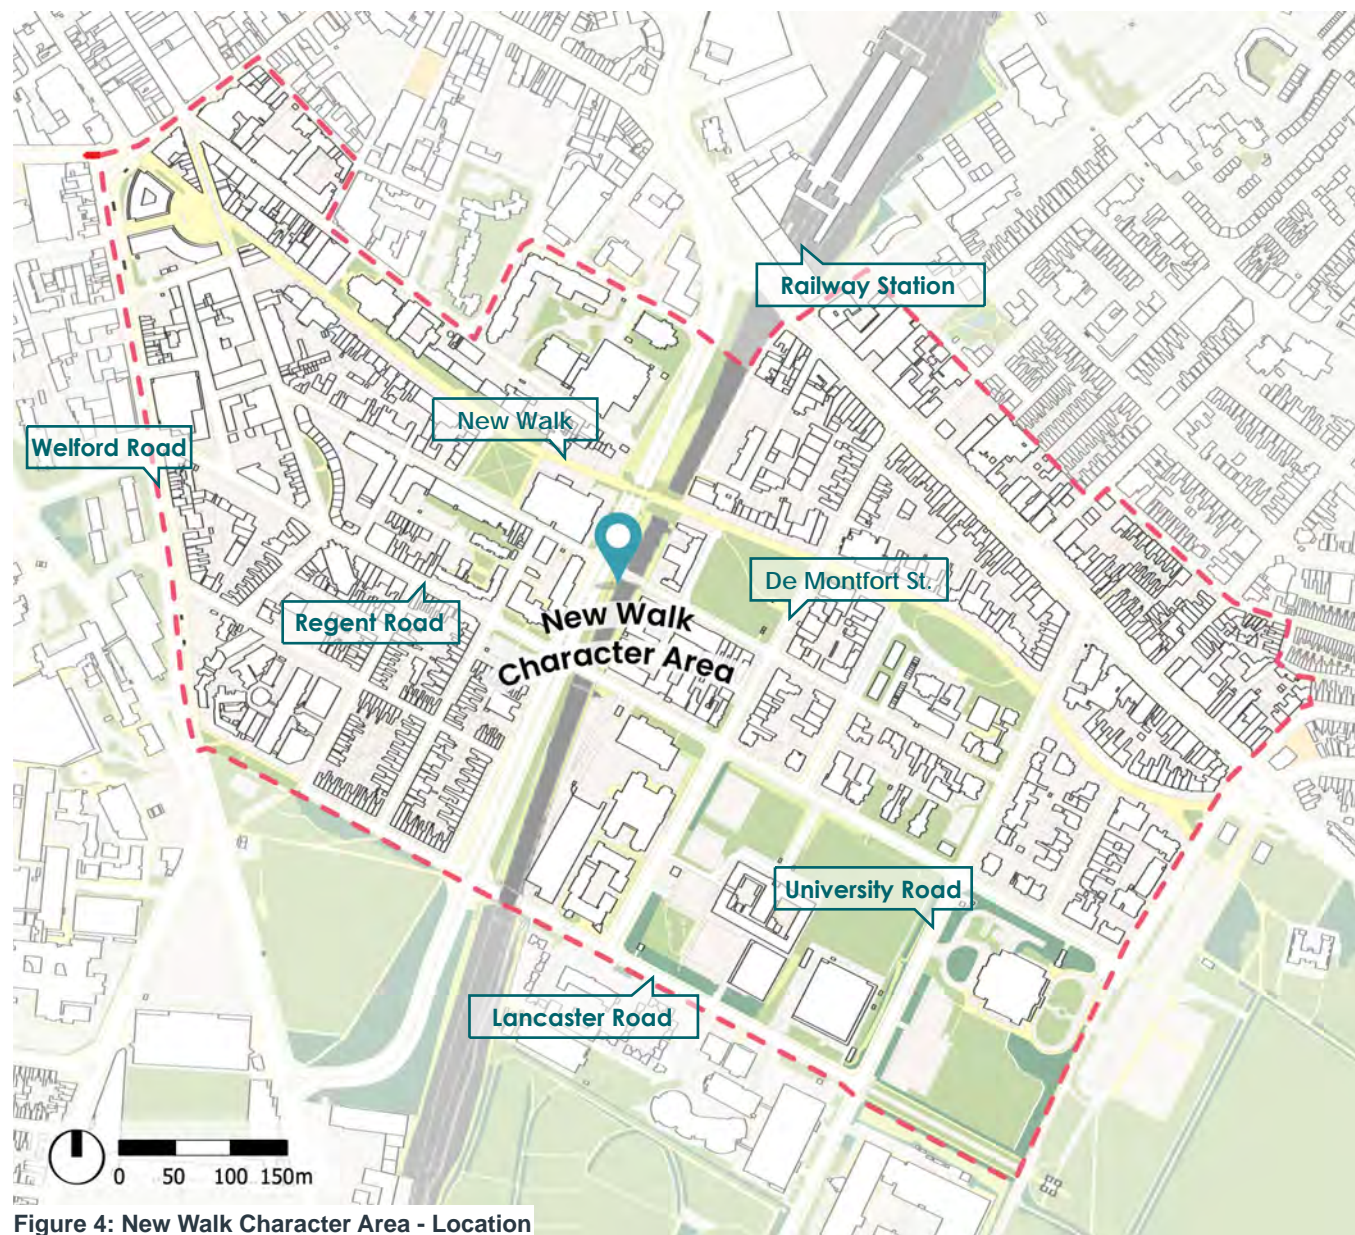 Railway Station
New Walk
Welford Road
De Montfort St.
Regent Road
New Walk
Character Area
University Road
Lancaster Road
0 50 100 150m
Figure 4: New Walk Character Area - Location